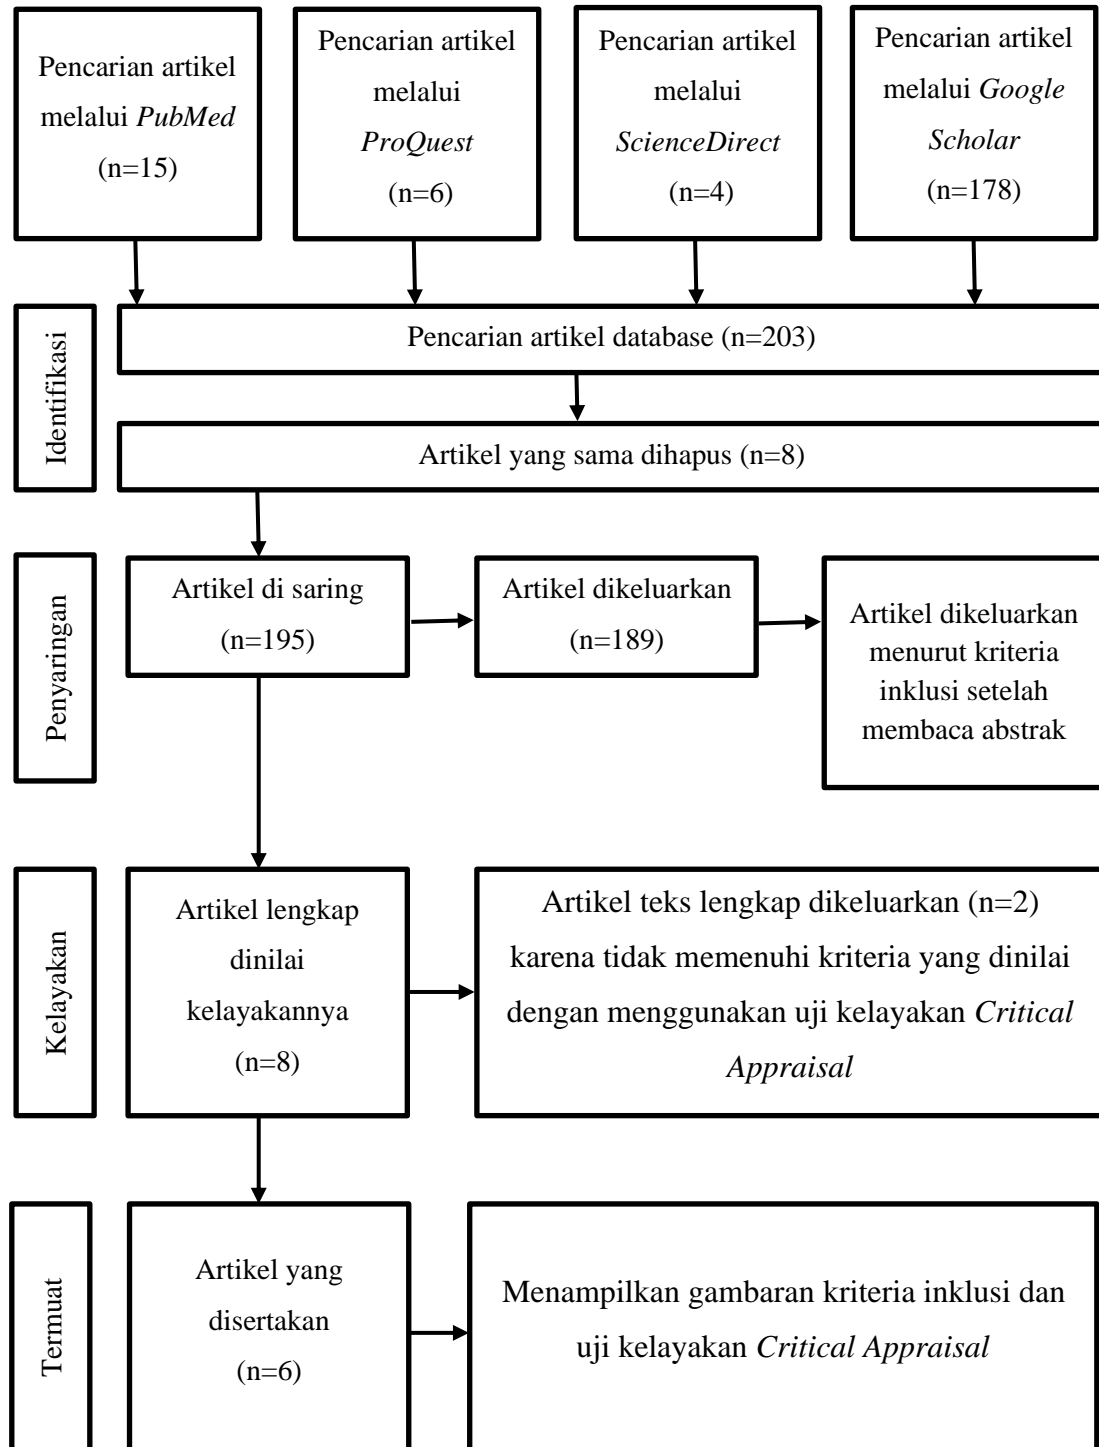 Pencarian artikel
melalui PubMed
(n=15)
Pencarian artikel
melalui
ProQuest
(n=6)
Pencarian artikel
melalui
ScienceDirect
(n=4)
Pencarian artikel
melalui Google
Scholar
(n=178)
Identifikasi
Pencarian artikel database (n=203)
Artikel yang sama dihapus (n=8)
Penyaringan
Artikel di saring
(n=195)
Artikel dikeluarkan
(n=189)
Artikel dikeluarkan
menurut kriteria
inklusi setelah
membaca abstrak
Kelayakan
Artikel lengkap
dinilai
kelayakannya
(n=8)
Artikel teks lengkap dikeluarkan (n=2)
karena tidak memenuhi kriteria yang dinilai
dengan menggunakan uji kelayakan Critical
Appraisal
Termuat
Artikel yang
disertakan
(n=6)
Menampilkan gambaran kriteria inklusi dan
uji kelayakan Critical Appraisal